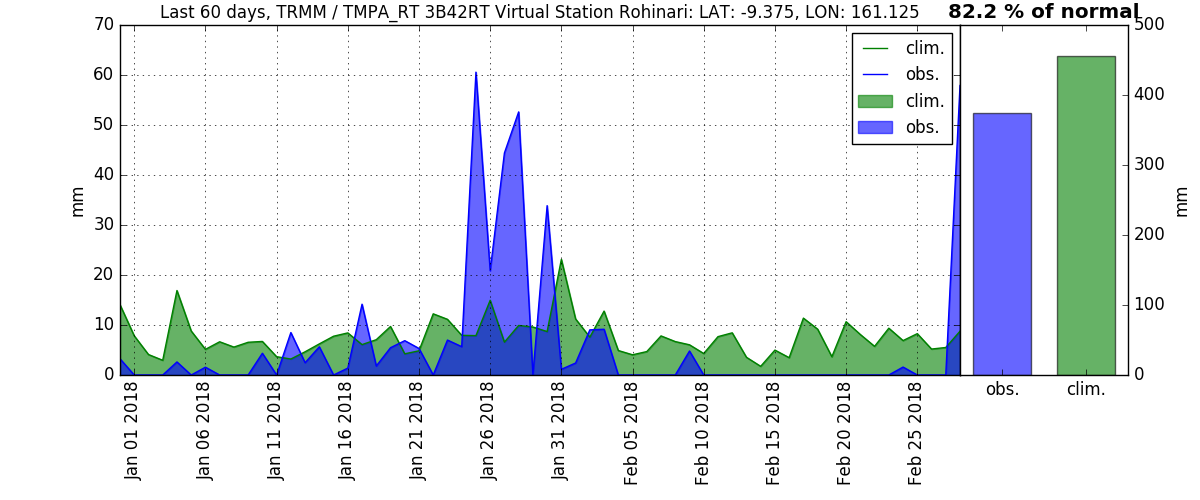 Last 60 days, TRMM / TMPA_RT 3B42RT Virtual Station Rohinari: LAT: -9.375, LON: 161.125
82.2 % of normal
70
60
50
40
30
20
10
0
mm
clim.
obs.
clim.
obs.
500
400
300
200
100
0
mm
obs.
clim.
Jan 01 2018
Jan 06 2018
Jan 11 2018
Jan 16 2018
Jan 21 2018
Jan 26 2018
Jan 31 2018
Feb 05 2018
Feb 10 2018
Feb 15 2018
Feb 20 2018
Feb 25 2018